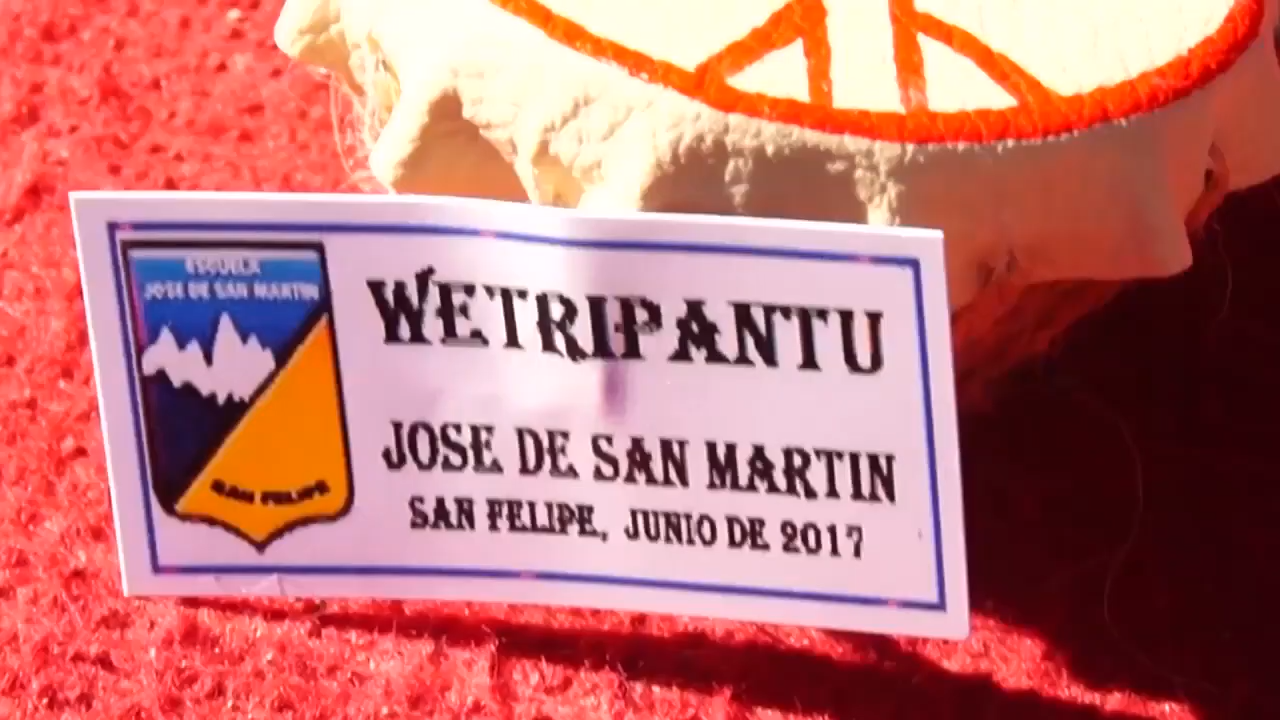 ESCUELA
JOSE DE SAN MARTIN
SAN FELIPE
WETRIPANTU
JOSE DE SAN MARTIN
SAN FELIPE, JUNIO DE 2017